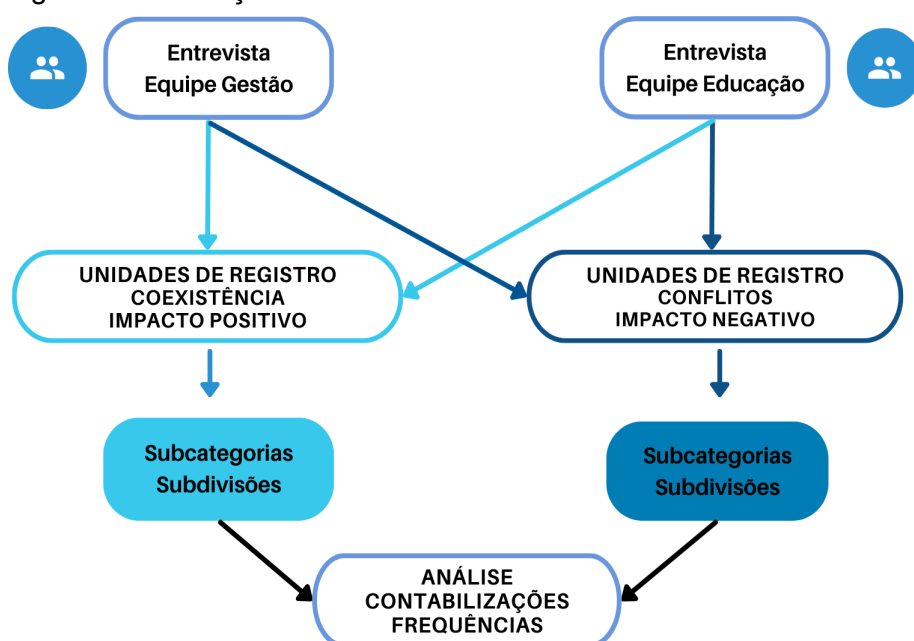 Entrevista
Equipe Gestão
Entrevista
Equipe Educação
UNIDADES DE REGISTRO
COEXISTÊNCIA
IMPACTO POSITIVO
UNIDADES DE REGISTRO
CONFLITOS
IMPACTO NEGATIVO
Subcategorias
Subdivisões
Subcategorias
Subdivisões
ANÁLISE
CONTABILIZAÇÕES
FREQUÊNCIAS